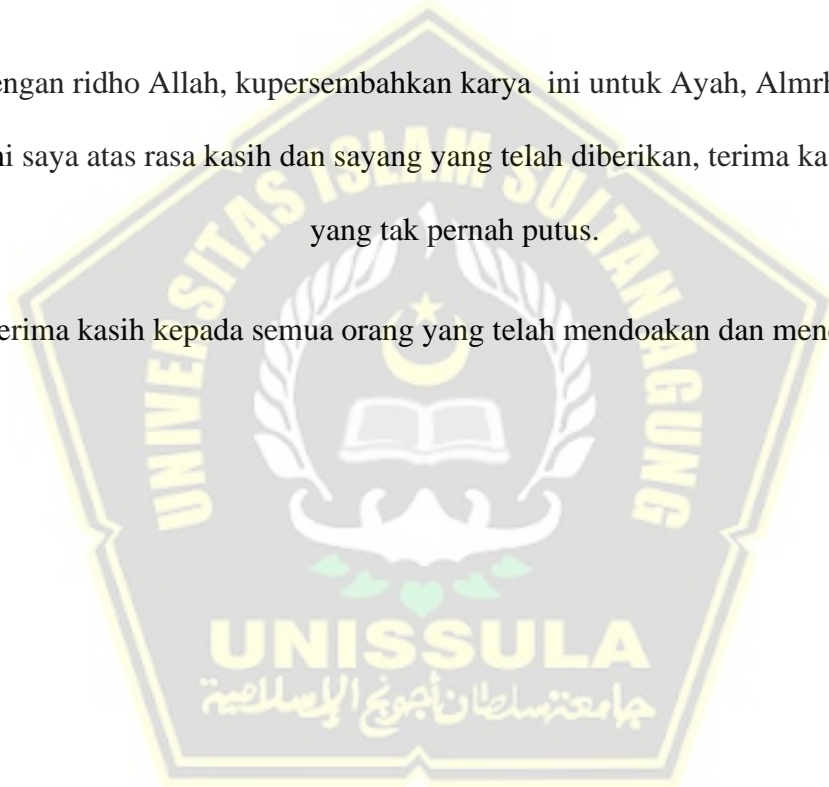 engan ridho Allah, kupersembahkan karya ini untuk Ayah, Almrh
ni saya atas rasa kasih dan sayang yang telah diberikan, terima ka
yang tak pernah putus.
erima kasih kepada semua orang yang telah mendoakan dan mend
UNIVERSITAS ISLAM SULTAN AGUNG
UNISSULA
جامعة سلطان أجونج الإسلامية